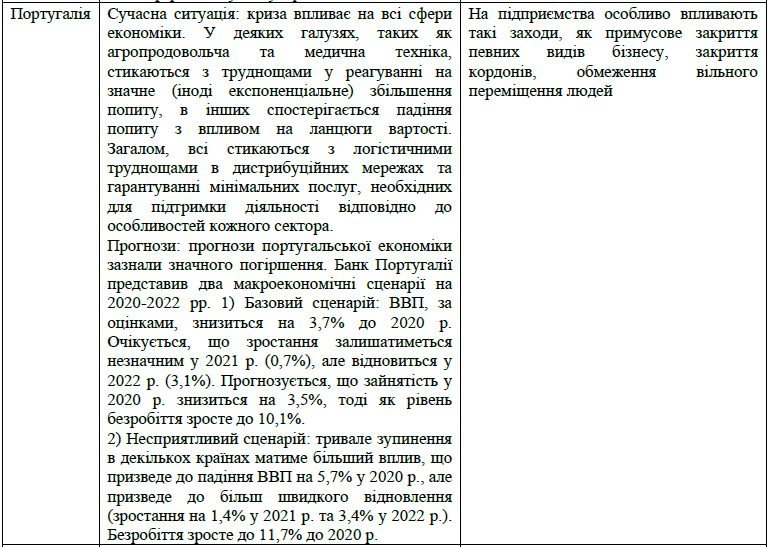 Португалія
Сучасна ситуація: криза впливає на всі сфери
економіки. У деяких галузях, таких як
агропродовольча та медична техніка,
стикаються з труднощами у реагуванні на
значне (іноді експоненціальне) збільшення
попиту, в інших спостерігається падіння
попиту з впливом на ланцюги вартості.
Загалом, всі стикаються з логістичними
труднощами в дистрибуційних мережах та
гарантуванні мінімальних послуг, необхідних
для підтримки діяльності відповідно до
особливостей кожного сектора.
Прогнози: прогнози португальської економіки
зазнали значного погіршення. Банк Португалії
представив два макроекономічні сценарії на
2020-2022 рр. 1) Базовий сценарій: ВВП, за
оцінками, знизиться на 3,7% до 2020 р.
Очікується, що зростання залишатиметься
незначним у 2021 р. (0,7%), але відновиться у
2022 р. (3,1%). Прогнозується, що зайнятість у
2020 р. знизиться на 3,5%, тоді як рівень
безробіття зросте до 10,1%.
2) Несприятливий сценарій: тривале зупинення
в декількох країнах матиме більший вплив, що
призведе до падіння ВВП на 5,7% у 2020 р., але
призведе до більш швидкого відновлення
(зростання на 1,4% у 2021 р. та 3,4% у 2022 р.).
Безробіття зросте до 11,7% до 2020 р.
На підприємства особливо впливають
такі заходи, як примусове закриття
певних видів бізнесу, закриття
кордонів, обмеження вільного
переміщення людей